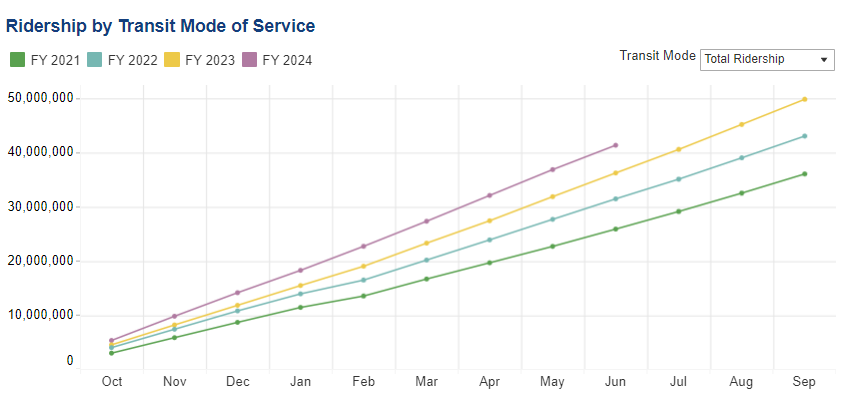 Ridership by Transit Mode of Service
FY 2021 FY 2022 FY 2023 FY 2024
Transit Mode Total Ridership
50,000,000
40,000,000
30,000,000
20,000,000
10,000,000
0
Oct Nov Dec Jan Feb Mar Apr May Jun Jul Aug Sep